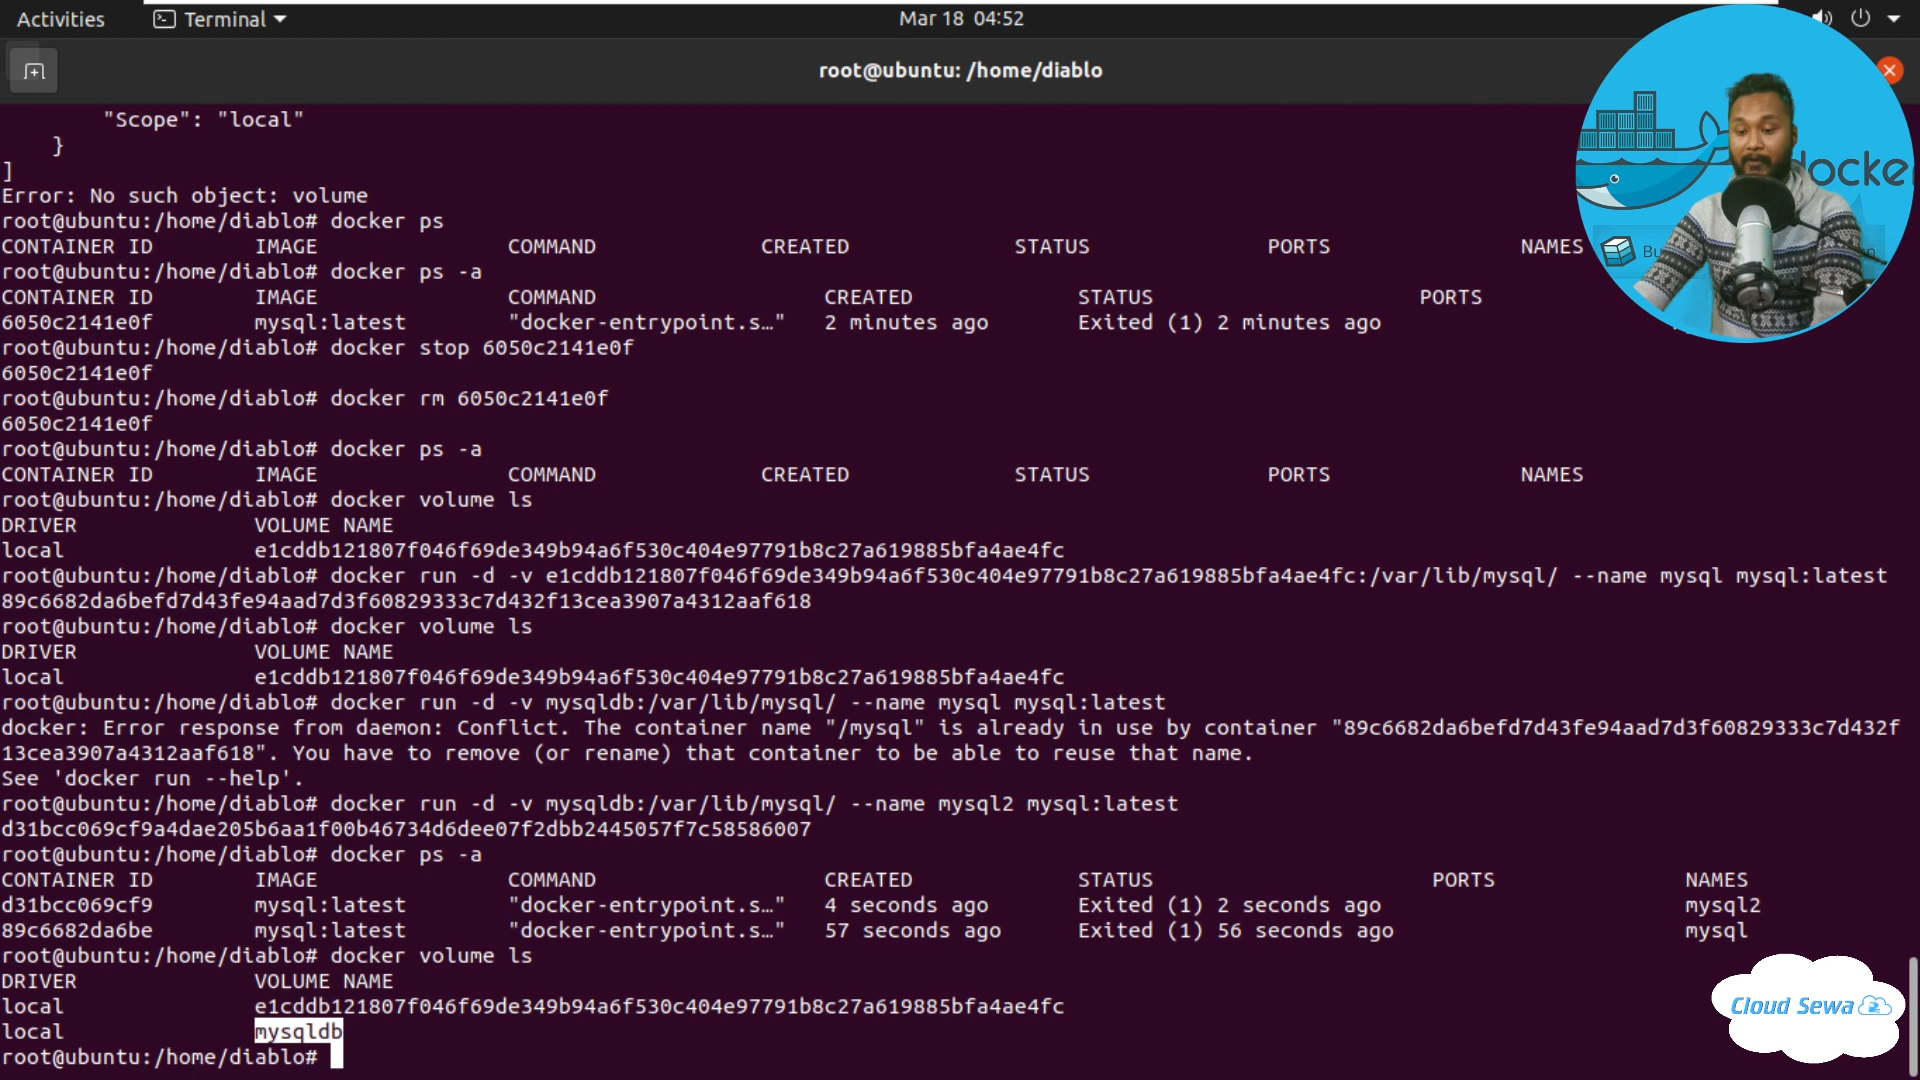 Activities Terminal Mar 18 04:52
root@ubuntu: /home/diablo
"Scope": "local"
}
]
Error: No such object: volume
root@ubuntu:/home/diablo# docker ps
CONTAINER ID IMAGE COMMAND CREATED STATUS PORTS NAMES
root@ubuntu:/home/diablo# docker ps -a
CONTAINER ID IMAGE COMMAND CREATED STATUS PORTS
6050c2141e0f mysql:latest "docker-entrypoint.s…" 2 minutes ago Exited (1) 2 minutes ago
root@ubuntu:/home/diablo# docker stop 6050c2141e0f
6050c2141e0f
root@ubuntu:/home/diablo# docker rm 6050c2141e0f
6050c2141e0f
root@ubuntu:/home/diablo# docker ps -a
CONTAINER ID IMAGE COMMAND CREATED STATUS PORTS NAMES
root@ubuntu:/home/diablo# docker volume ls
DRIVER VOLUME NAME
local e1cddb121807f046f69de349b94a6f530c404e97791b8c27a619885bfa4ae4fc
root@ubuntu:/home/diablo# docker run -d -v e1cddb121807f046f69de349b94a6f530c404e97791b8c27a619885bfa4ae4fc:/var/lib/mysql/ --name mysql mysql:latest
89c6682da6befd7d43fe94aad7d3f60829333c7d432f13cea3907a4312aaf618
root@ubuntu:/home/diablo# docker volume ls
DRIVER VOLUME NAME
local e1cddb121807f046f69de349b94a6f530c404e97791b8c27a619885bfa4ae4fc
root@ubuntu:/home/diablo# docker run -d -v mysqldb:/var/lib/mysql/ --name mysql mysql:latest
docker: Error response from daemon: Conflict. The container name "/mysql" is already in use by container "89c6682da6befd7d43fe94aad7d3f60829333c7d432f
13cea3907a4312aaf618". You have to remove (or rename) that container to be able to reuse that name.
See 'docker run --help'.
root@ubuntu:/home/diablo# docker run -d -v mysqldb:/var/lib/mysql/ --name mysql2 mysql:latest
d31bcc069cf9a4dae205b6aa1f00b46734d6dee07f2dbb2445057f7c58586007
root@ubuntu:/home/diablo# docker ps -a
CONTAINER ID IMAGE COMMAND CREATED STATUS PORTS NAMES
d31bcc069cf9 mysql:latest "docker-entrypoint.s…" 4 seconds ago Exited (1) 2 seconds ago mysql2
89c6682da6be mysql:latest "docker-entrypoint.s…" 57 seconds ago Exited (1) 56 seconds ago mysql
root@ubuntu:/home/diablo# docker volume ls
DRIVER VOLUME NAME
local e1cddb121807f046f69de349b94a6f530c404e97791b8c27a619885bfa4ae4fc
local mysqldb
root@ubuntu:/home/diablo#
ocke
Cloud Sewa